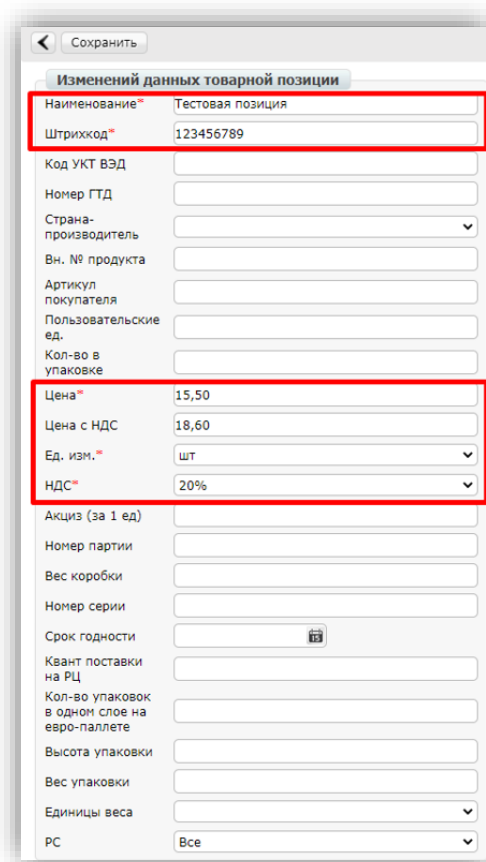 Сохранить
Изменений данных товарной позиции
Наименование* Тестовая позиция
Штрихкод* 123456789
Код УКТ ВЭД
Номер ГТД
Страна-
производитель
Вн. № продукта
Артикул
покупателя
Пользовательские
ед.
Кол-во в
упаковке
Цена* 15,50
Цена с НДС 18,60
Ед. изм.* шт
НДС* 20%
Акциз (за 1 ед)
Номер партии
Вес коробки
Номер серии
Срок годности 15
Квант поставки
на РЦ
Кол-во упаковок
в одном слое на
евро-паллете
Высота упаковки
Вес упаковки
Единицы веса
РС Все